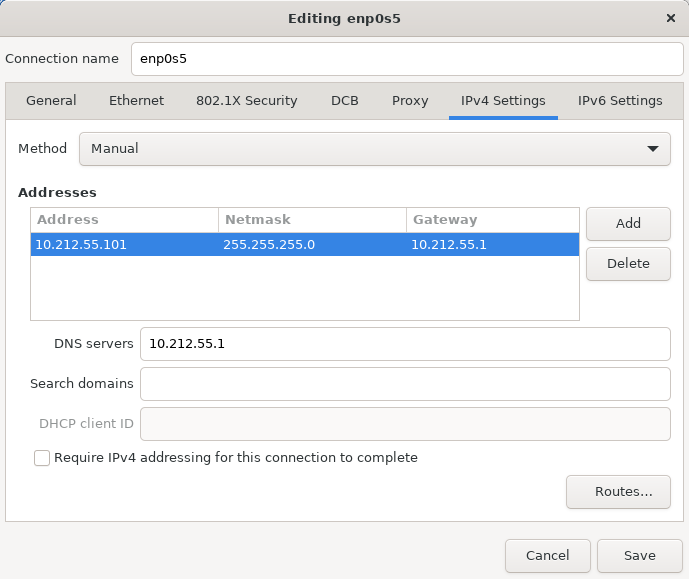 Editing enp0s5 ×
Connection name enp0s5
General Ethernet 802.1X Security DCB Proxy IPv4 Settings IPv6 Settings
Method Manual
Addresses
Address Netmask Gateway
Add
10.212.55.101 255.255.255.0 10.212.55.1
Delete
DNS servers 10.212.55.1
Search domains
DHCP client ID
Require IPv4 addressing for this connection to complete
Routes...
Cancel Save